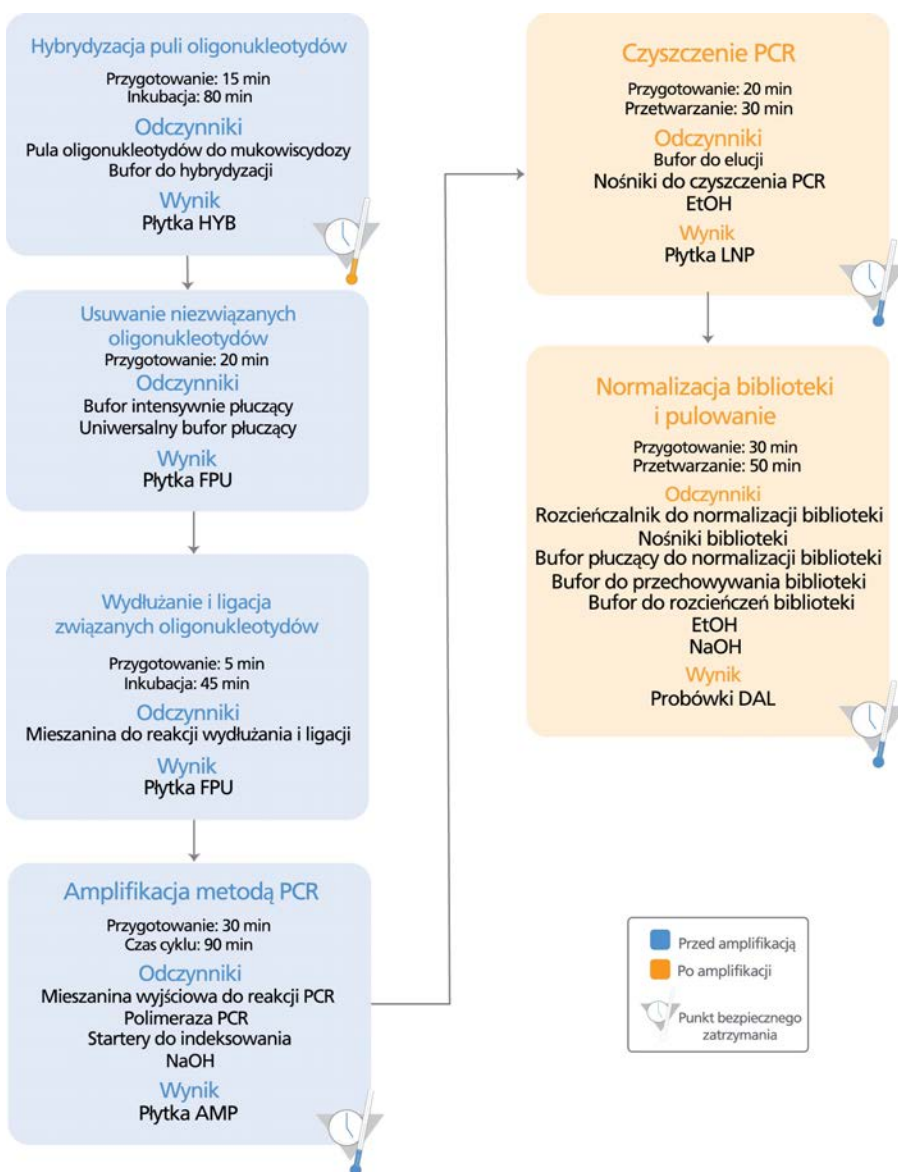 Hybrydyzacja puli oligonukleotydów
Przygotowanie: 15 min
Inkubacja: 80 min
Odczynniki
Pula oligonukleotydów do mukowiscydozy
Bufor do hybrydyzacji
Wynik
Płytka HYB
Usuwanie niezwiązanych
oligonukleotydów
Przygotowanie: 20 min
Odczynniki
Bufor intensywnie płuczący
Uniwersalny bufor płuczący
Wynik
Płytka FPU
Wydłużanie i ligacja
związanych oligonukleotydów
Przygotowanie: 5 min
Inkubacja: 45 min
Odczynniki
Mieszanina do reakcji wydłużania i ligacji
Wynik
Płytka FPU
Amplifikacja metodą PCR
Przygotowanie: 30 min
Czas cyklu: 90 min
Odczynniki
Mieszanina wyjściowa do reakcji PCR
Polimeraza PCR
Startery do indeksowania
NaOH
Wynik
Płytka AMP
Czyszczenie PCR
Przygotowanie: 20 min
Przetwarzanie: 30 min
Odczynniki
Bufor do elucji
Nośniki do czyszczenia PCR
EtOH
Wynik
Płytka LNP
Normalizacja biblioteki
i pulowanie
Przygotowanie: 30 min
Przetwarzanie: 50 min
Odczynniki
Rozcieńczalnik do normalizacji biblioteki
Nośniki biblioteki
Bufor płuczący do normalizacji biblioteki
Bufor do przechowywania biblioteki
Bufor do rozcieńczeń biblioteki
EtOH
NaOH
Wynik
Probówki DAL
Przed amplifikacją
Po amplifikacji
Punkt bezpiecznego
zatrzymania